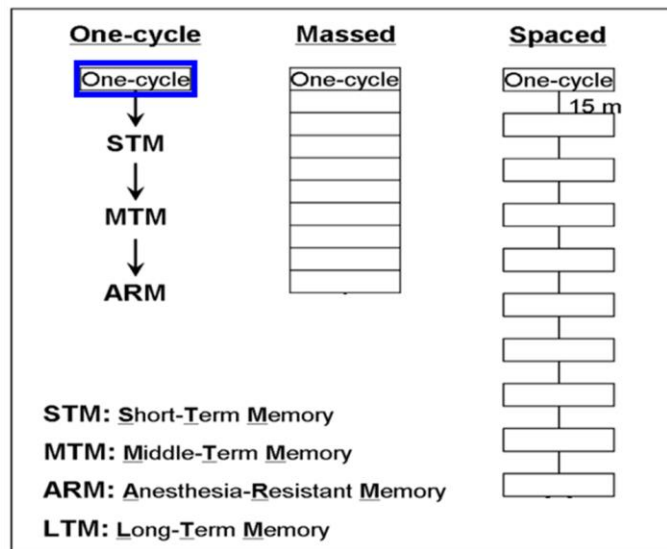 One-cycle
Massed
Spaced
One-cycle
One-cycle
One-cycle
15 m
STM
MTM
ARM
STM: Short-Term Memory
MTM: Middle-Term Memory
ARM: Anesthesia-Resistant Memory
LTM: Long-Term Memory